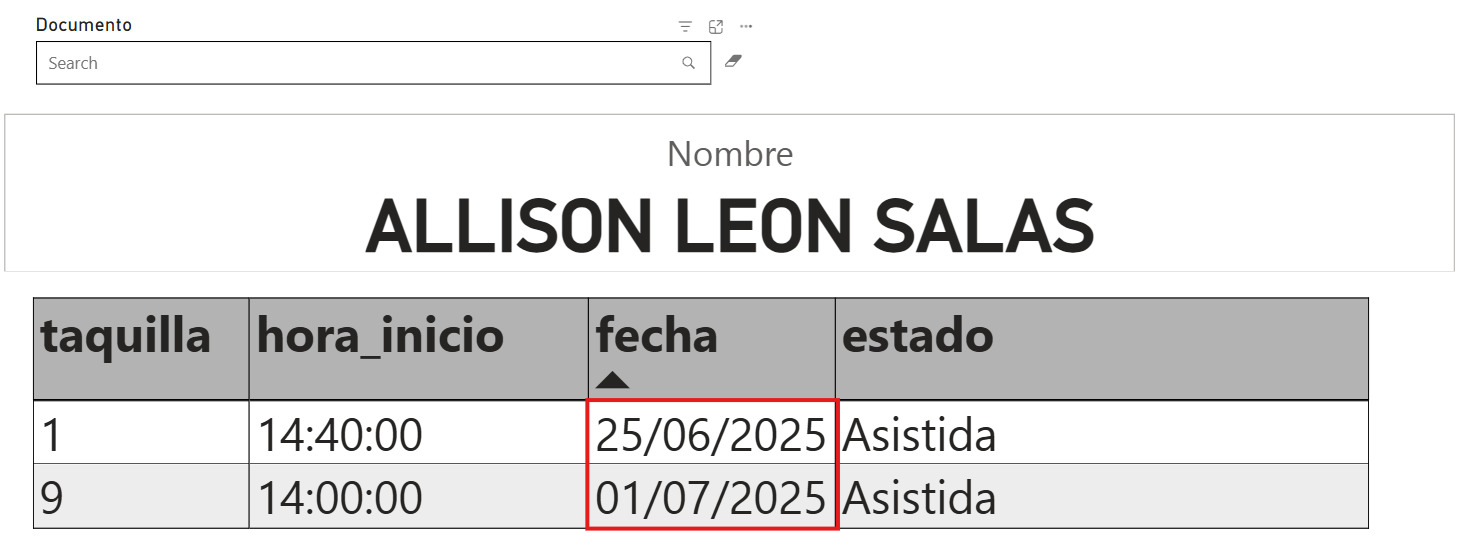 Documento
Search
Nombre
ALLISON LEON SALAS
taquilla hora_inicio fecha estado
1 14:40:00 25/06/2025 Asistida
9 14:00:00 01/07/2025 Asistida